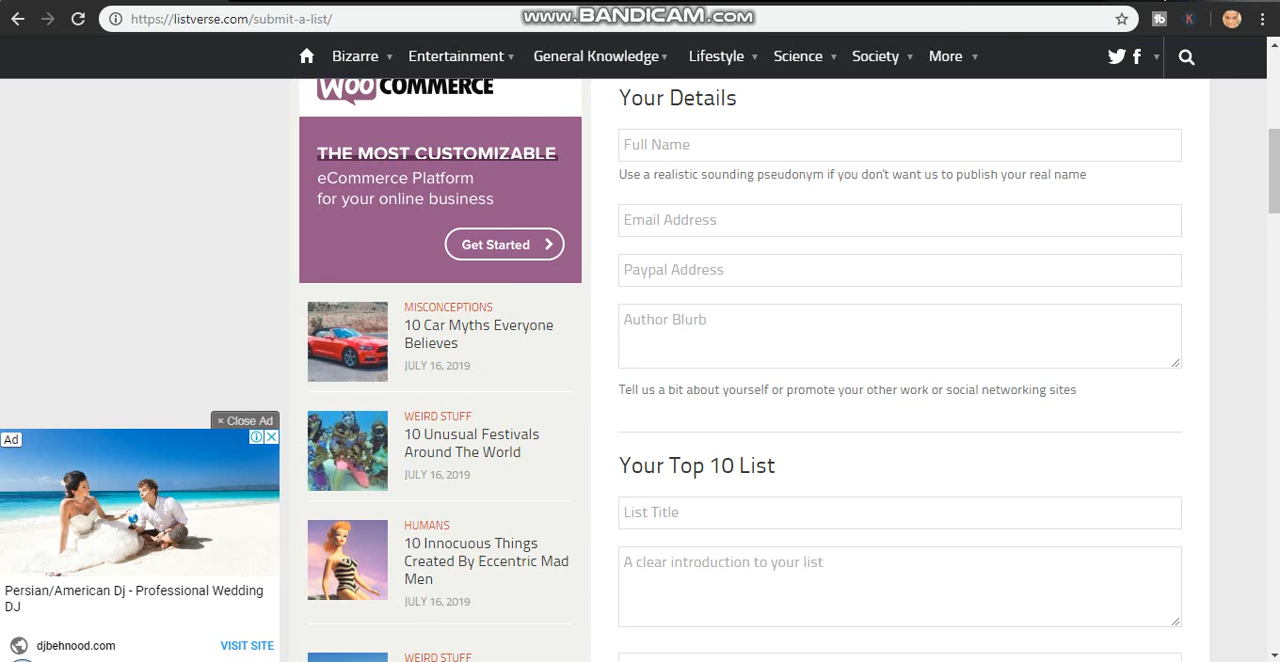 https://listverse.com/submit-a-list/
www.BANDICAM.com
Bizarre
Entertainment
General Knowledge
Lifestyle
Science
Society
More
WOO COMMERCE
THE MOST CUSTOMIZABLE
eCommerce Platform
for your online business
Get Started
MISCONCEPTIONS
10 Car Myths Everyone
Believes
JULY 16, 2019
WEIRD STUFF
10 Unusual Festivals
Around The World
JULY 16, 2019
HUMANS
10 Innocuous Things
Created By Eccentric Mad
Men
JULY 16, 2019
WEIRD STUFF
× Close Ad
Ad
Persian/American Dj - Professional Wedding
DJ
djbehnood.com
VISIT SITE
Your Details
Full Name
Use a realistic sounding pseudonym if you don't want us to publish your real name
Email Address
Paypal Address
Author Blurb
Tell us a bit about yourself or promote your other work or social networking sites
Your Top 10 List
List Title
A clear introduction to your list